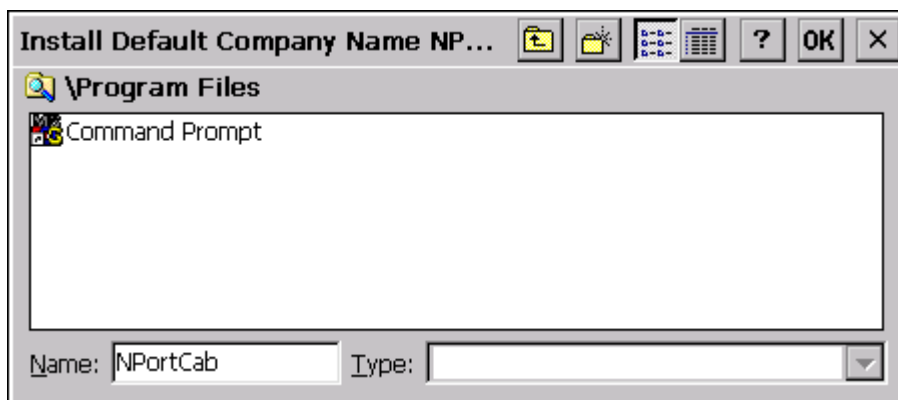 Install Default Company Name NP... ? OK ×
\Program Files
Command Prompt
Name: NPortCab Type: